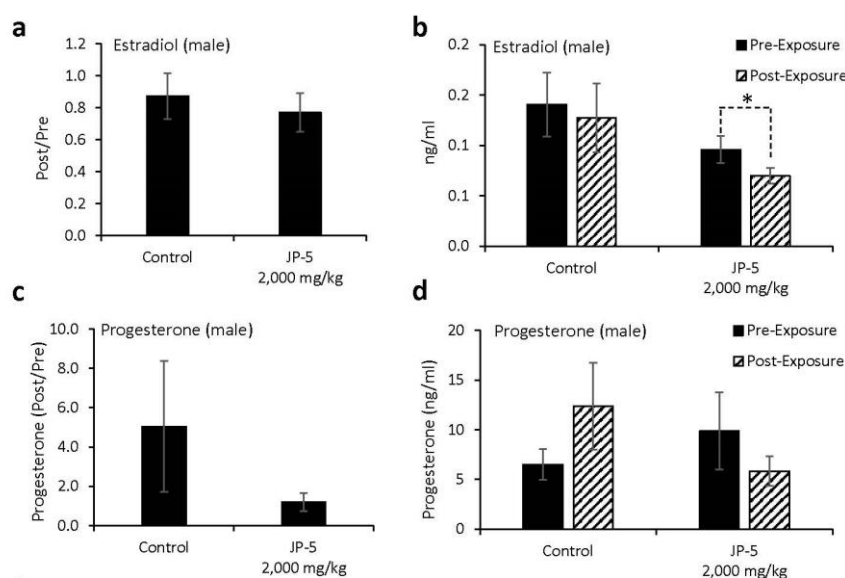 a
Estradiol (male)
1.2
1.0
0.8
0.6
0.4
0.2
0.0
Post/Pre
Control
JP-5
2,000 mg/kg
b
Estradiol (male)
Pre-Exposure
Post-Exposure
0.2
0.2
0.1
0.1
0.0
ng/ml
*
Control
JP-5
2,000 mg/kg
c
Progesterone (male)
10.0
8.0
6.0
4.0
2.0
0.0
Progesterone (Post/Pre)
Control
JP-5
2,000 mg/kg
d
Progesterone (male)
Pre-Exposure
Post-Exposure
20
15
10
5
0
Progesterone (ng/ml)
Control
JP-5
2,000 mg/kg